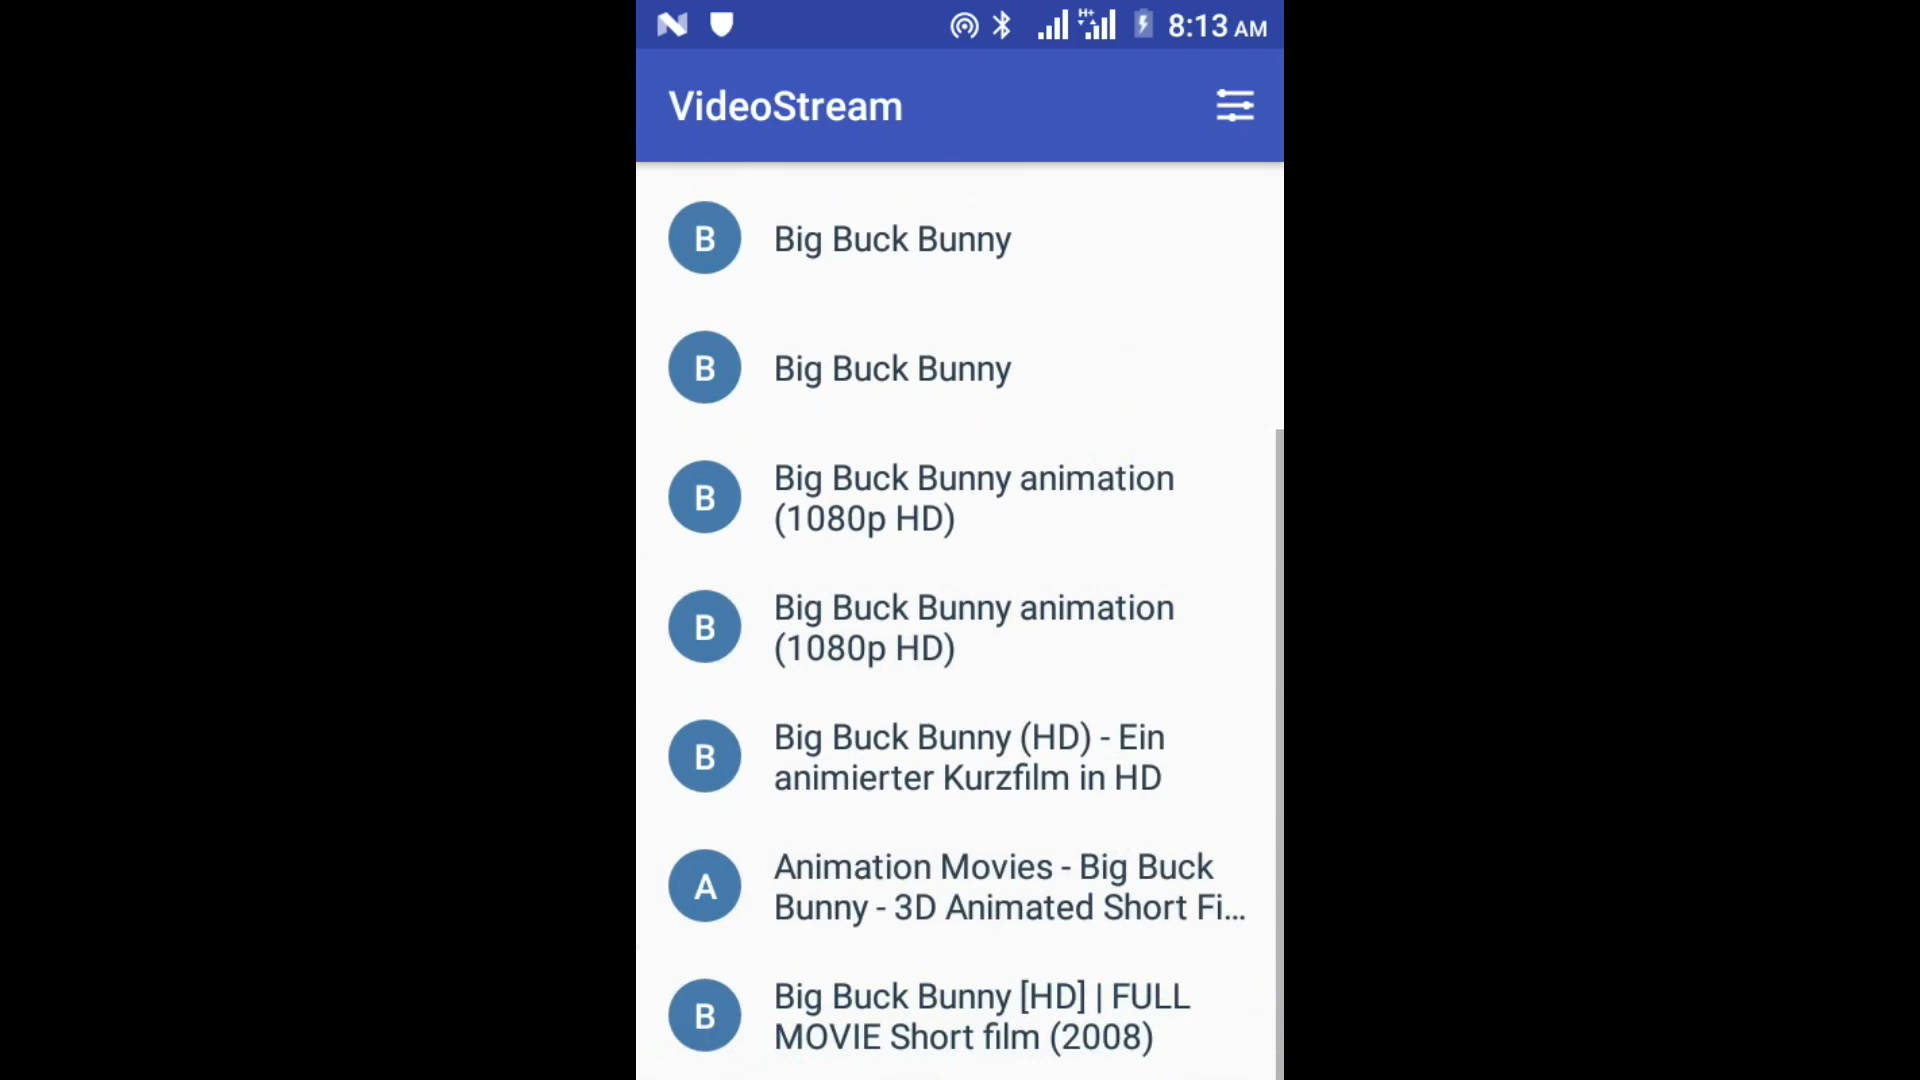 H+ 8:13 AM
VideoStream
B Big Buck Bunny
B Big Buck Bunny
B Big Buck Bunny animation
(1080p HD)
B Big Buck Bunny animation
(1080p HD)
B Big Buck Bunny (HD) - Ein
animierter Kurzfilm in HD
A Animation Movies - Big Buck
Bunny - 3D Animated Short Fi...
B Big Buck Bunny [HD] | FULL
MOVIE Short film (2008)